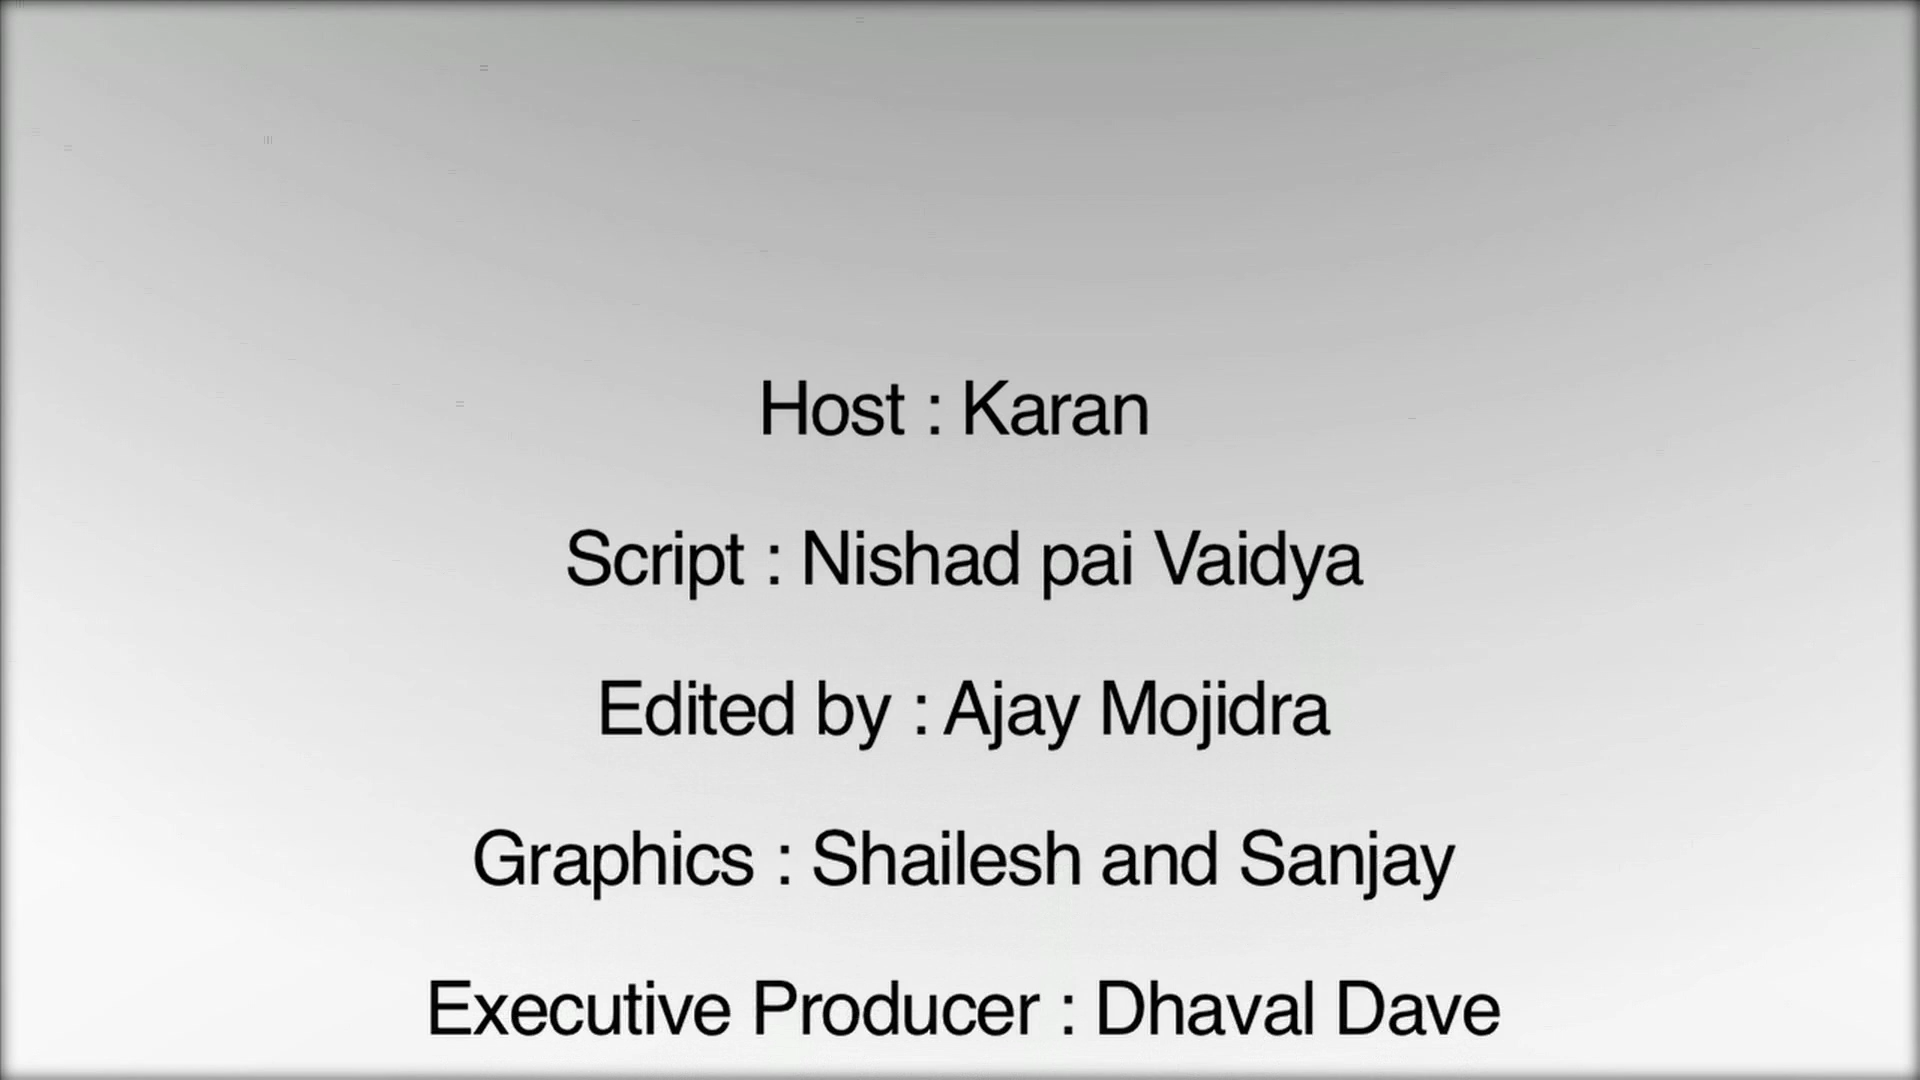 Host : Karan
Script : Nishad pai Vaidya
Edited by : Ajay Mojidra
Graphics : Shailesh and Sanjay
Executive Producer : Dhaval Dave